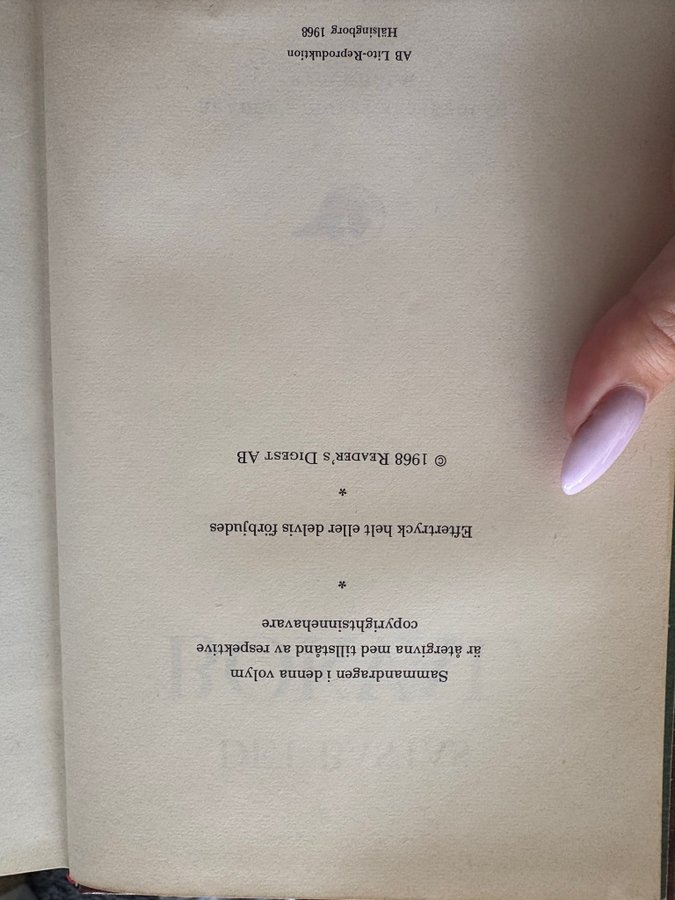 Sammandragen i denna volym
är återgivna med tillstånd av respektive
copyrightsinnehavare
*
Eftertryck helt eller delvis förbjudes
*
© 1968 READER'S DIGEST AB
AB Lito-Reproduktion
Hälsingborg 1968